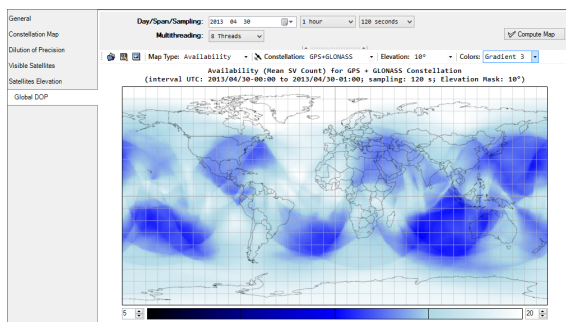 General
Constellation Map
Dilution of Precision
Visible Satellites
Satellites Elevation
Global DOP
Day/Span/Sampling: 2013 04 30 1 hour 120 seconds
Multithreading: 8 Threads
Compute Map
Map Type: Availability Constellation: GPS+GLONASS Elevation: 10° Colors: Gradient 3
Availability (Mean SV Count) for GPS + GLONASS Constellation
(interval UTC: 2013/04/30-00:00 to 2013/04/30-01:00; sampling: 120 s; Elevation Mask: 10°)
5 20